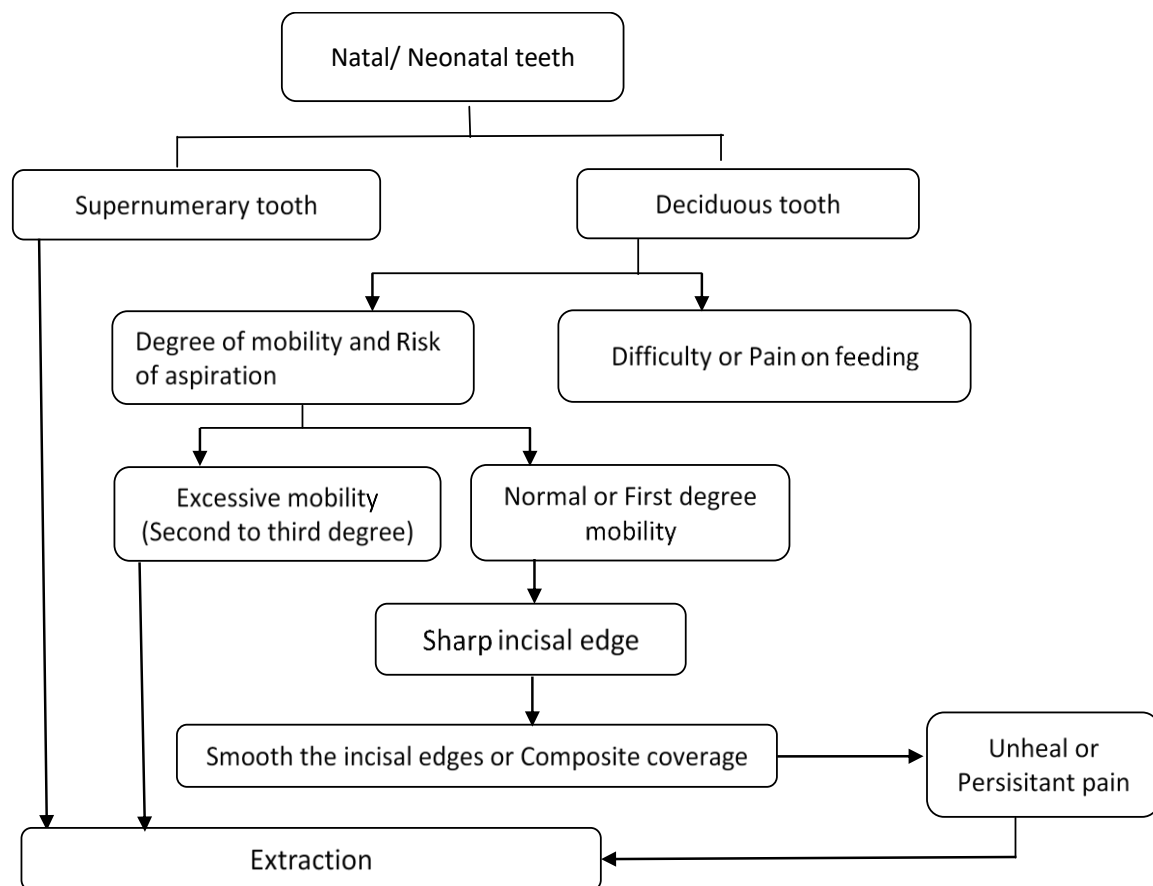 Natal/ Neonatal teeth
Supernumerary tooth
Deciduous tooth
Degree of mobility and Risk
of aspiration
Difficulty or Pain on feeding
Excessive mobility
(Second to third degree)
Normal or First degree
mobility
Sharp incisal edge
Smooth the incisal edges or Composite coverage
Unheal or
Persisitant pain
Extraction